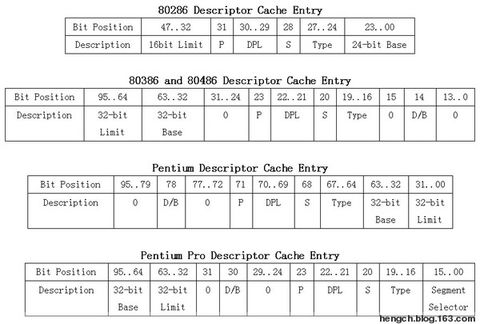 80286 Descriptor Cache Entry
Bit Position 47..32 31 30..29 28 27..24 23..00
Description 16bit Limit P DPL S Type 24-bit Base
80386 and 80486 Descriptor Cache Entry
Bit Position 95..64 63..32 31..24 23 22..21 20 19..16 15 14 13..0
Description 32-bit 32-bit 0 P DPL S Type 0 D/B 0
Limit Base
Pentium Descriptor Cache Entry
Bit Position 95..79 78 77..72 71 70..69 68 67..64 63..32 31..00
Description 0 D/B 0 P DPL S Type 32-bit 32-bit
Base Limit
Pentium Pro Descriptor Cache Entry
Bit Position 95..64 63..32 31 30 29..24 23 22..21 20 19..16 15..00
Description 32-bit 32-bit 0 D/B 0 P DPL S Type Segment
Base Limit Selector
hengch.blog.163.com